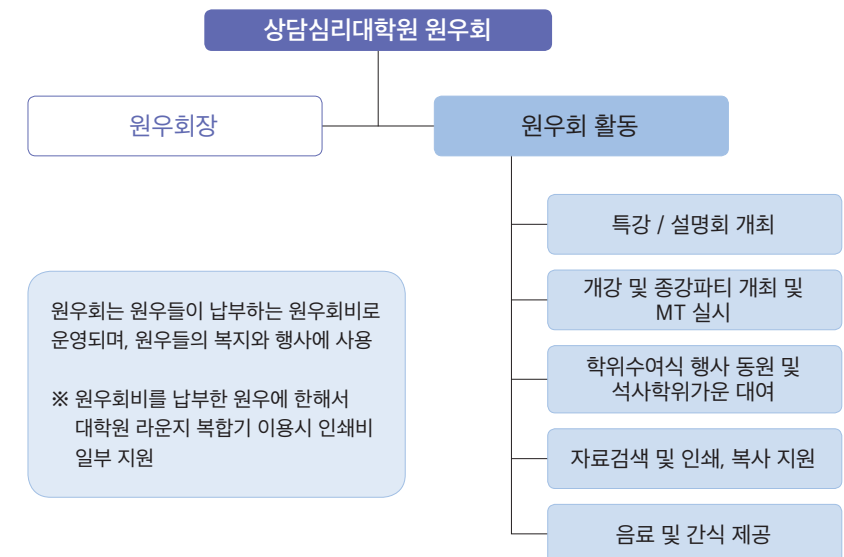 상담심리대학원 원우회
원우회장
원우회 활동
특강 / 설명회 개최
개강 및 종강파티 개최 및
MT 실시
학위수여식 행사 동원 및
석사학위가운 대여
자료검색 및 인쇄, 복사 지원
음료 및 간식 제공
원우회는 원우들이 납부하는 원우회비로
운영되며, 원우들의 복지와 행사에 사용
※ 원우회비를 납부한 원우에 한해서
대학원 라운지 복합기 이용시 인쇄비
일부 지원